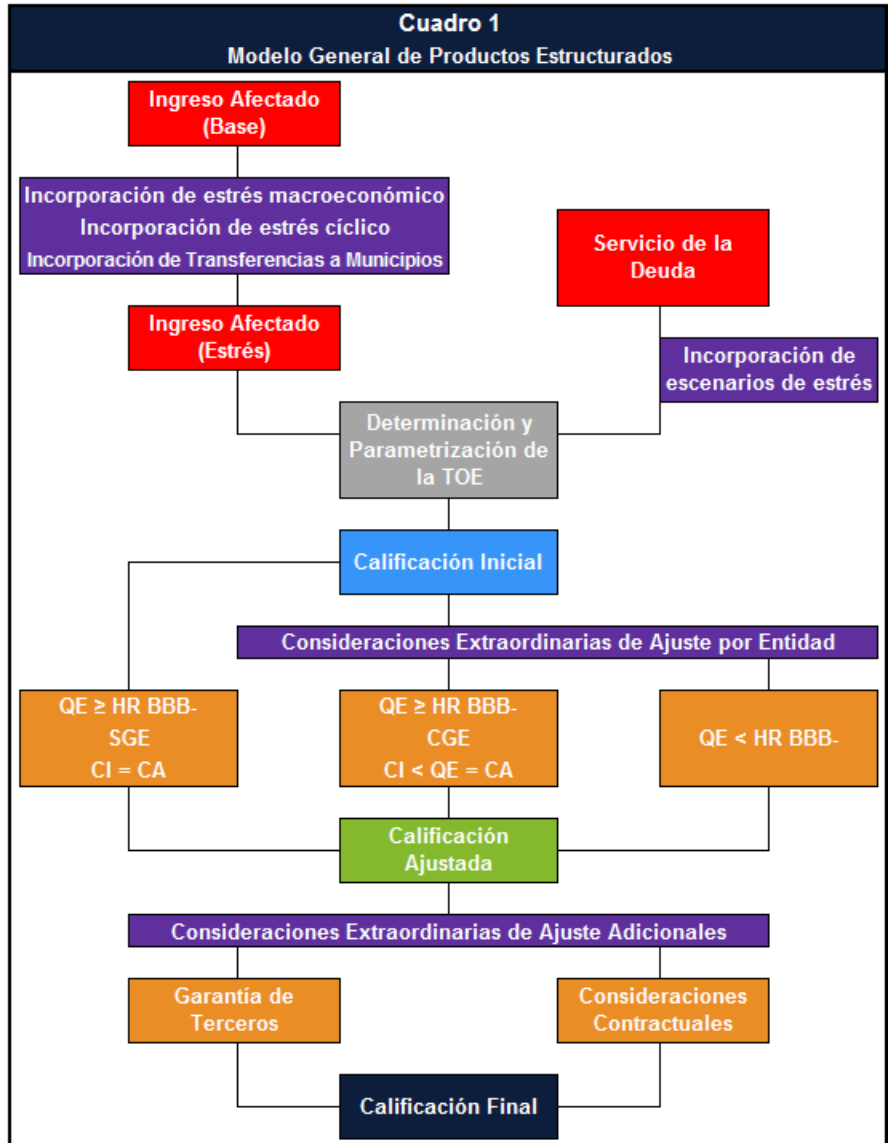 Cuadro 1
Modelo General de Productos Estructurados
Ingreso Afectado
(Base)
Incorporación de estrés macroeconómico
Incorporación de estrés cíclico
Incorporación de Transferencias a Municipios
Servicio de la
Deuda
Ingreso Afectado
(Estrés)
Incorporación de
escenarios de estrés
Determinación y
Parametrización de
la TOE
Calificación Inicial
Consideraciones Extraordinarias de Ajuste por Entidad
QE ≥ HR BBB-
SGE
CI = CA
QE ≥ HR BBB-
CGE
CI < QE = CA
QE < HR BBB-
Calificación
Ajustada
Consideraciones Extraordinarias de Ajuste Adicionales
Garantía de
Terceros
Consideraciones
Contractuales
Calificación Final